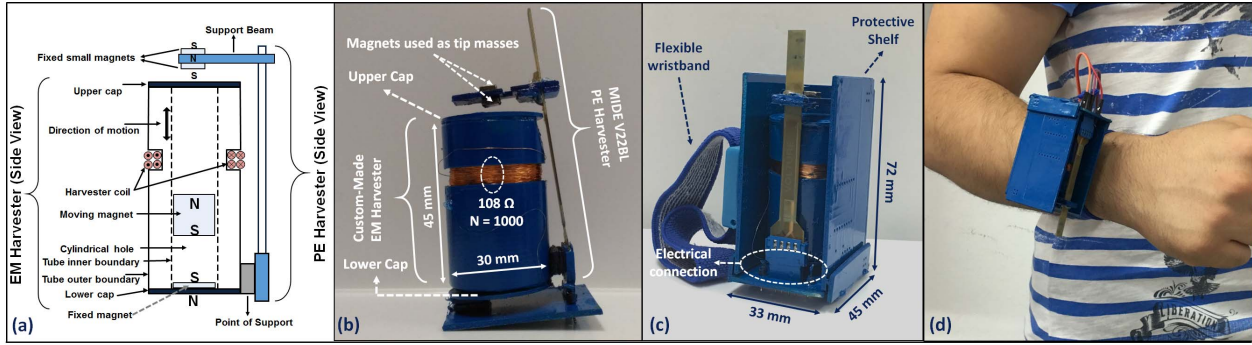 EM Harvester (Side View)
S
Support Beam
Fixed small magnets
N
S
Upper cap
Direction of motion
Harvester coil
N
Moving magnet
S
Cylindrical hole
Tube inner boundary
S
Tube outer boundary
Lower cap
N
Fixed magnet
Point of Support
PE Harvester (Side View)
(a)
Magnets used as tip masses
Upper Cap
MIDE V22BL
PE Harvester
Custom-Made
EM Harvester
45 mm
108 Ω
N = 1000
30 mm
Lower Cap
(b)
Protective
Shelf
Flexible
wristband
72 mm
Electrical
connection
33 mm
45 mm
(c)
LIBERATION
(d)